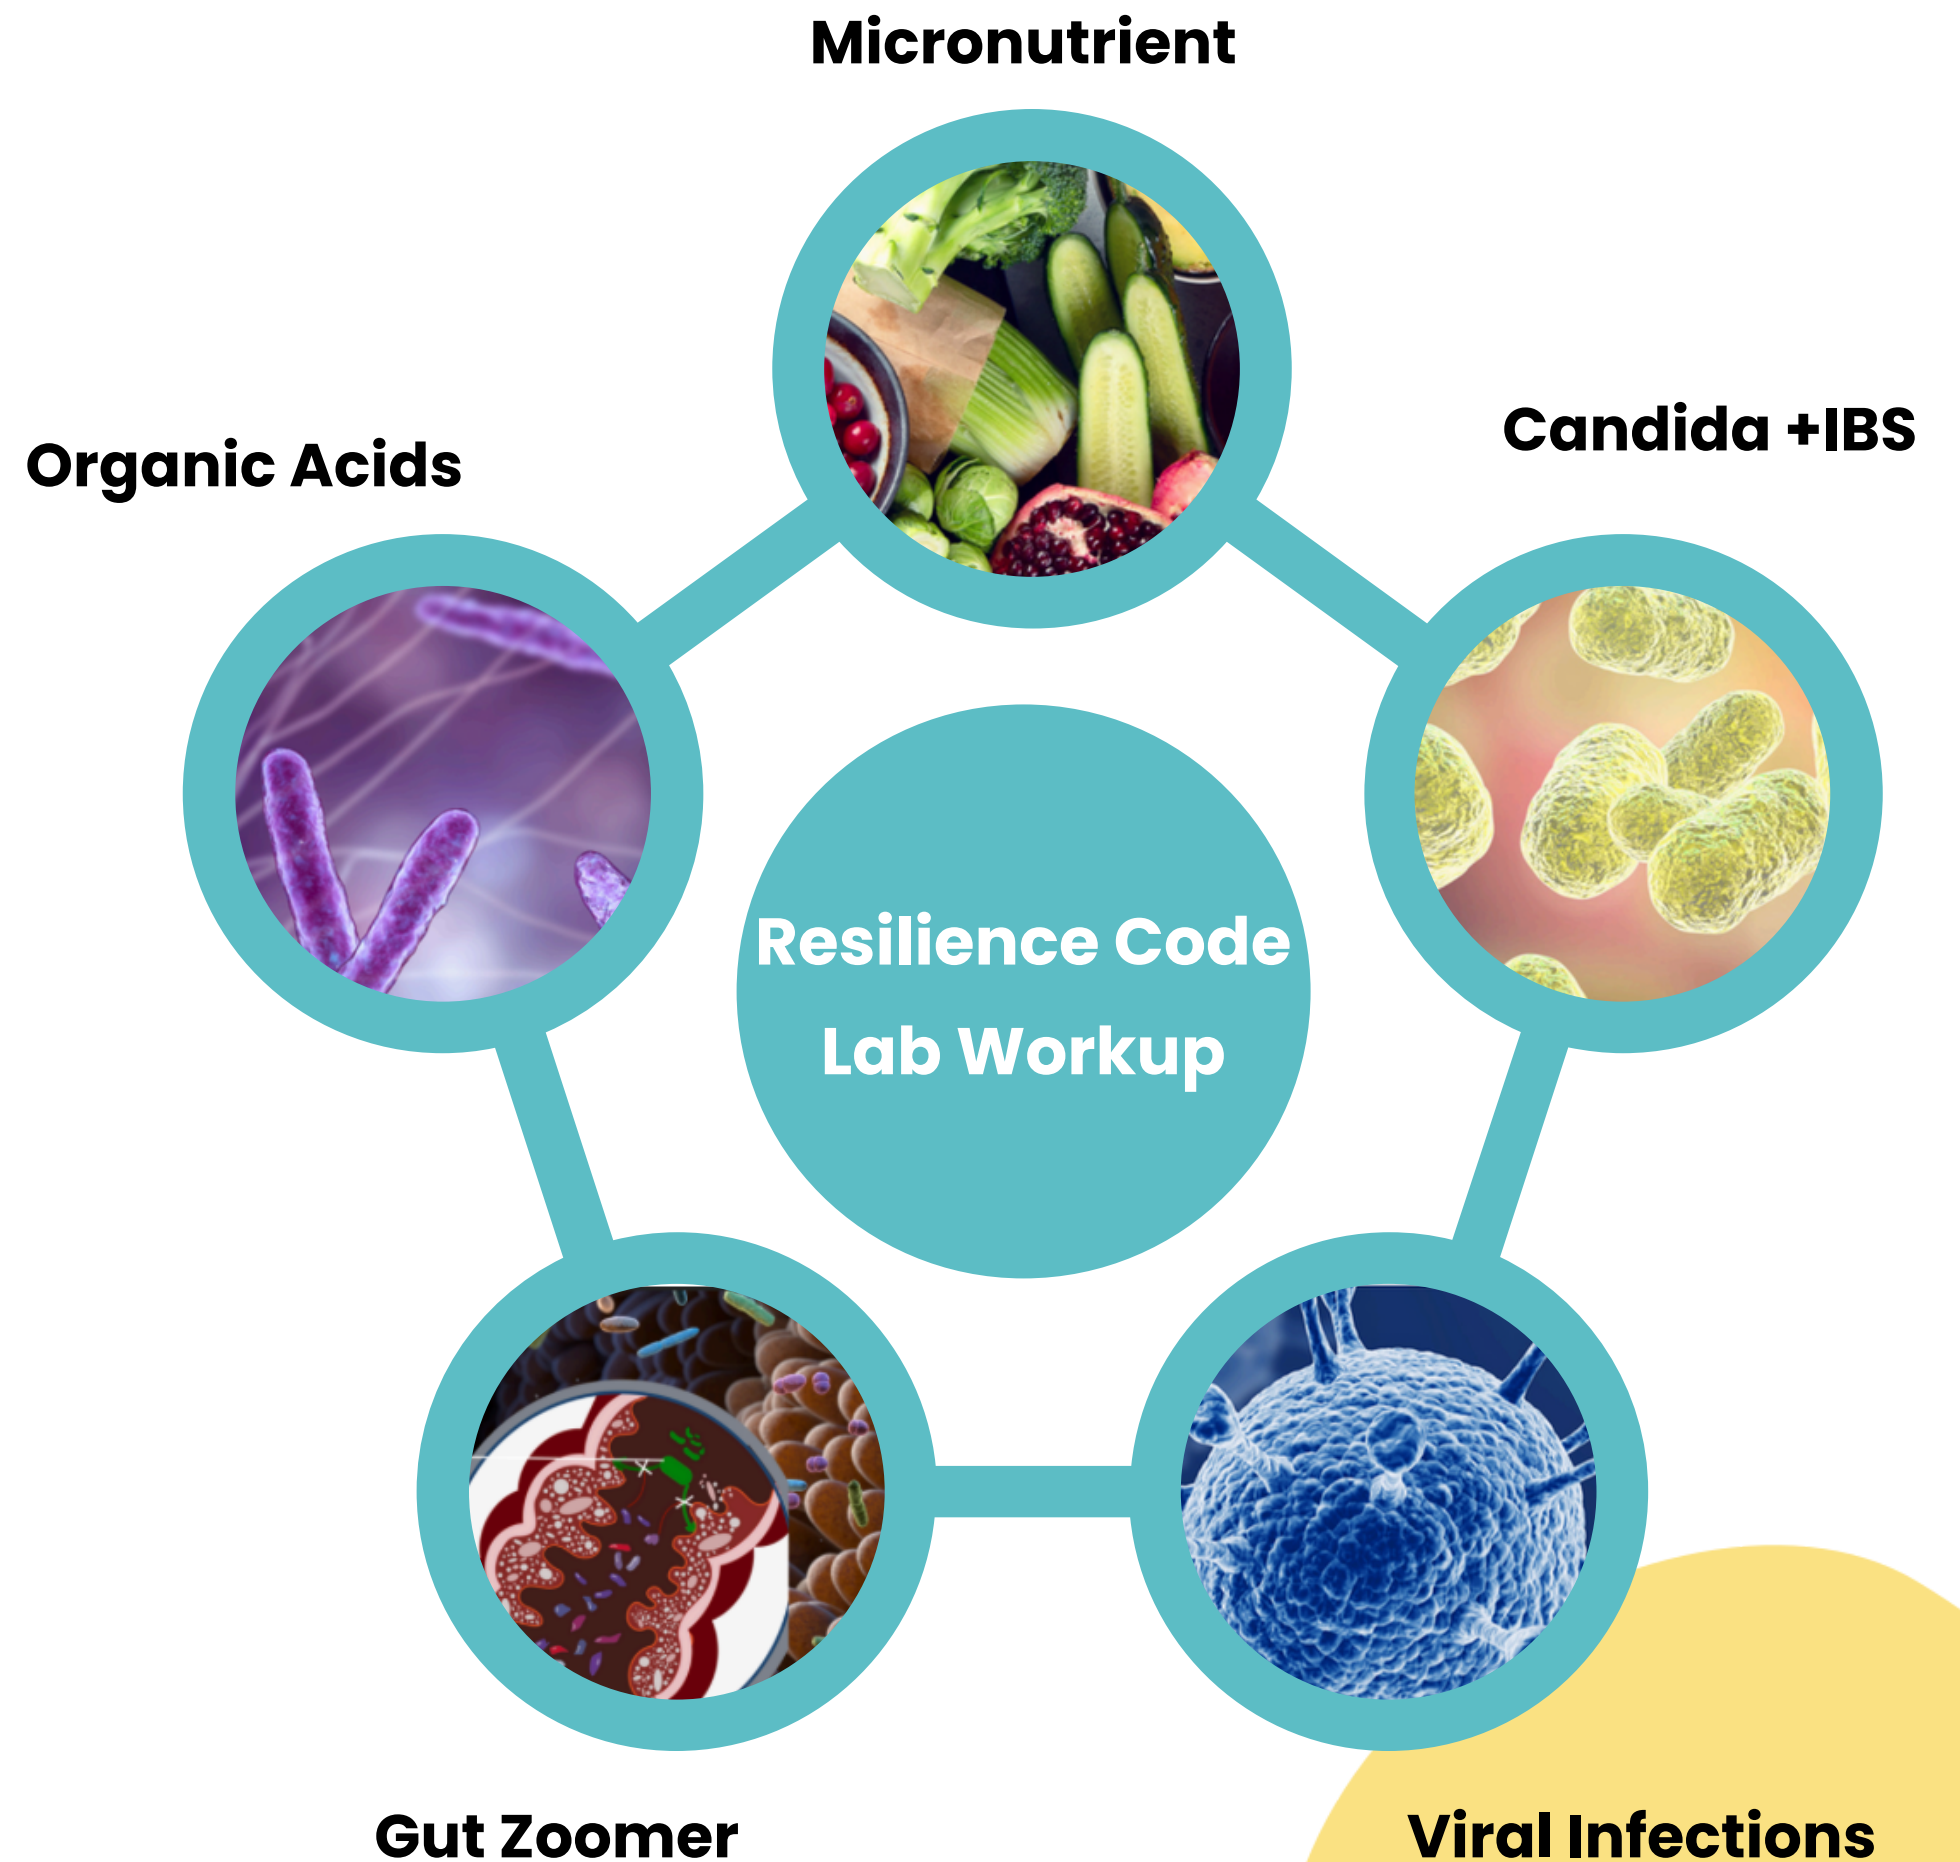 Micronutrient
Candida +IBS
Organic Acids
Resilience Code
Lab Workup
Gut Zoomer
Viral Infections